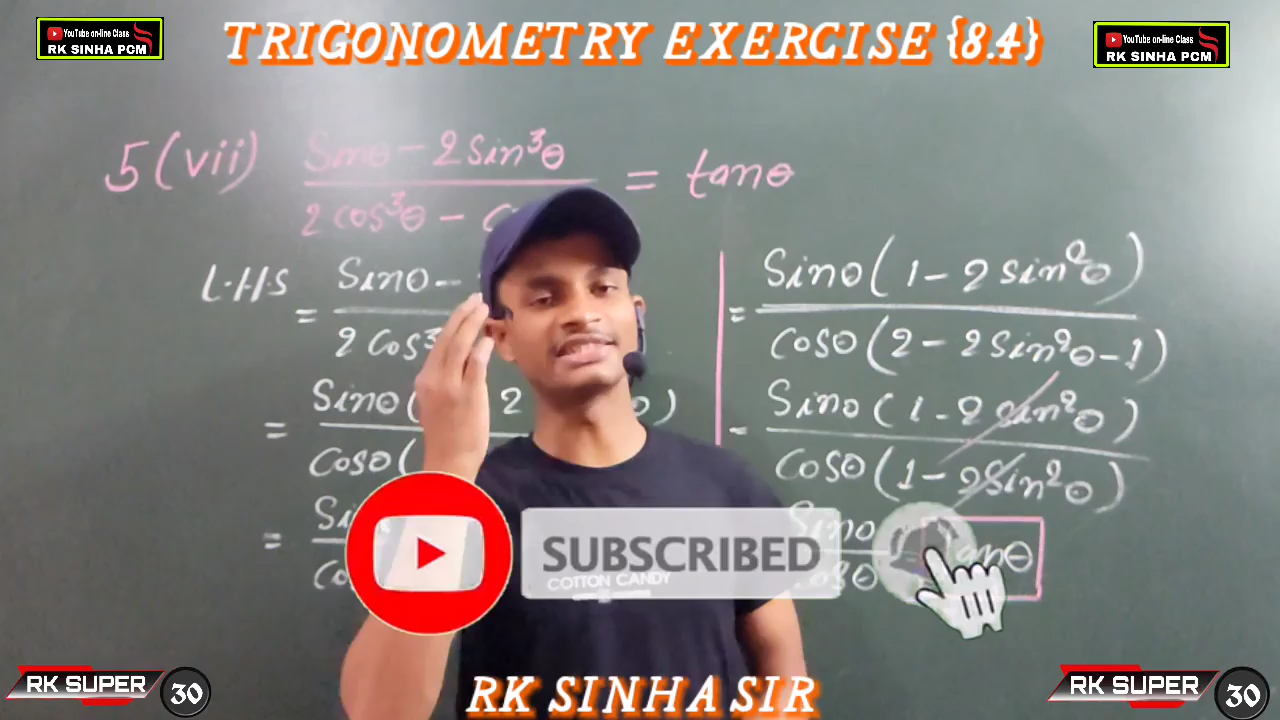 YouTube on-line Class
RK SINHA PCM
TRIGONOMETRY EXERCISE {8.4}
YouTube on-line Class
RK SINHA PCM
5(vii) Sinθ - 2 Sin³θ / 2 cos³θ - = tanθ
L.H.S = Sinθ - / 2 Cos³
= Sinθ( 2 θ) / Cosθ(
=
= Sinθ(1 - 2 sin²θ) / Cosθ(2 - 2 Sin²θ - 1)
= Sinθ(1 - 2 sin²θ) / Cosθ(1 - 2Sin²θ)
Sinθ / Cosθ = tanθ
SUBSCRIBED
COTTON CANDY
RK SUPER 30
RK SINHA SIR
RK SUPER 30